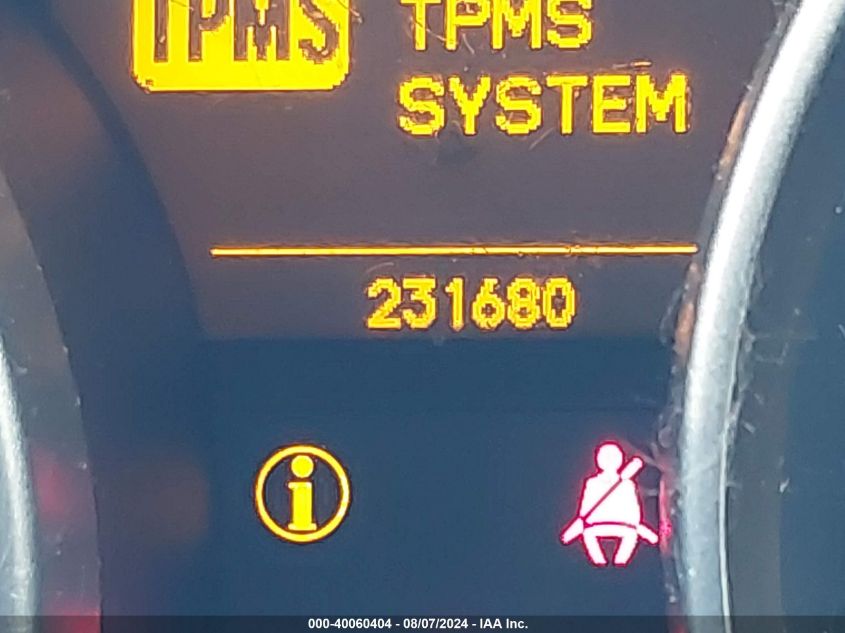 TPMS
TPMS
SYSTEM
231680
i
000-40060404 - 08/07/2024 - IAA Inc.